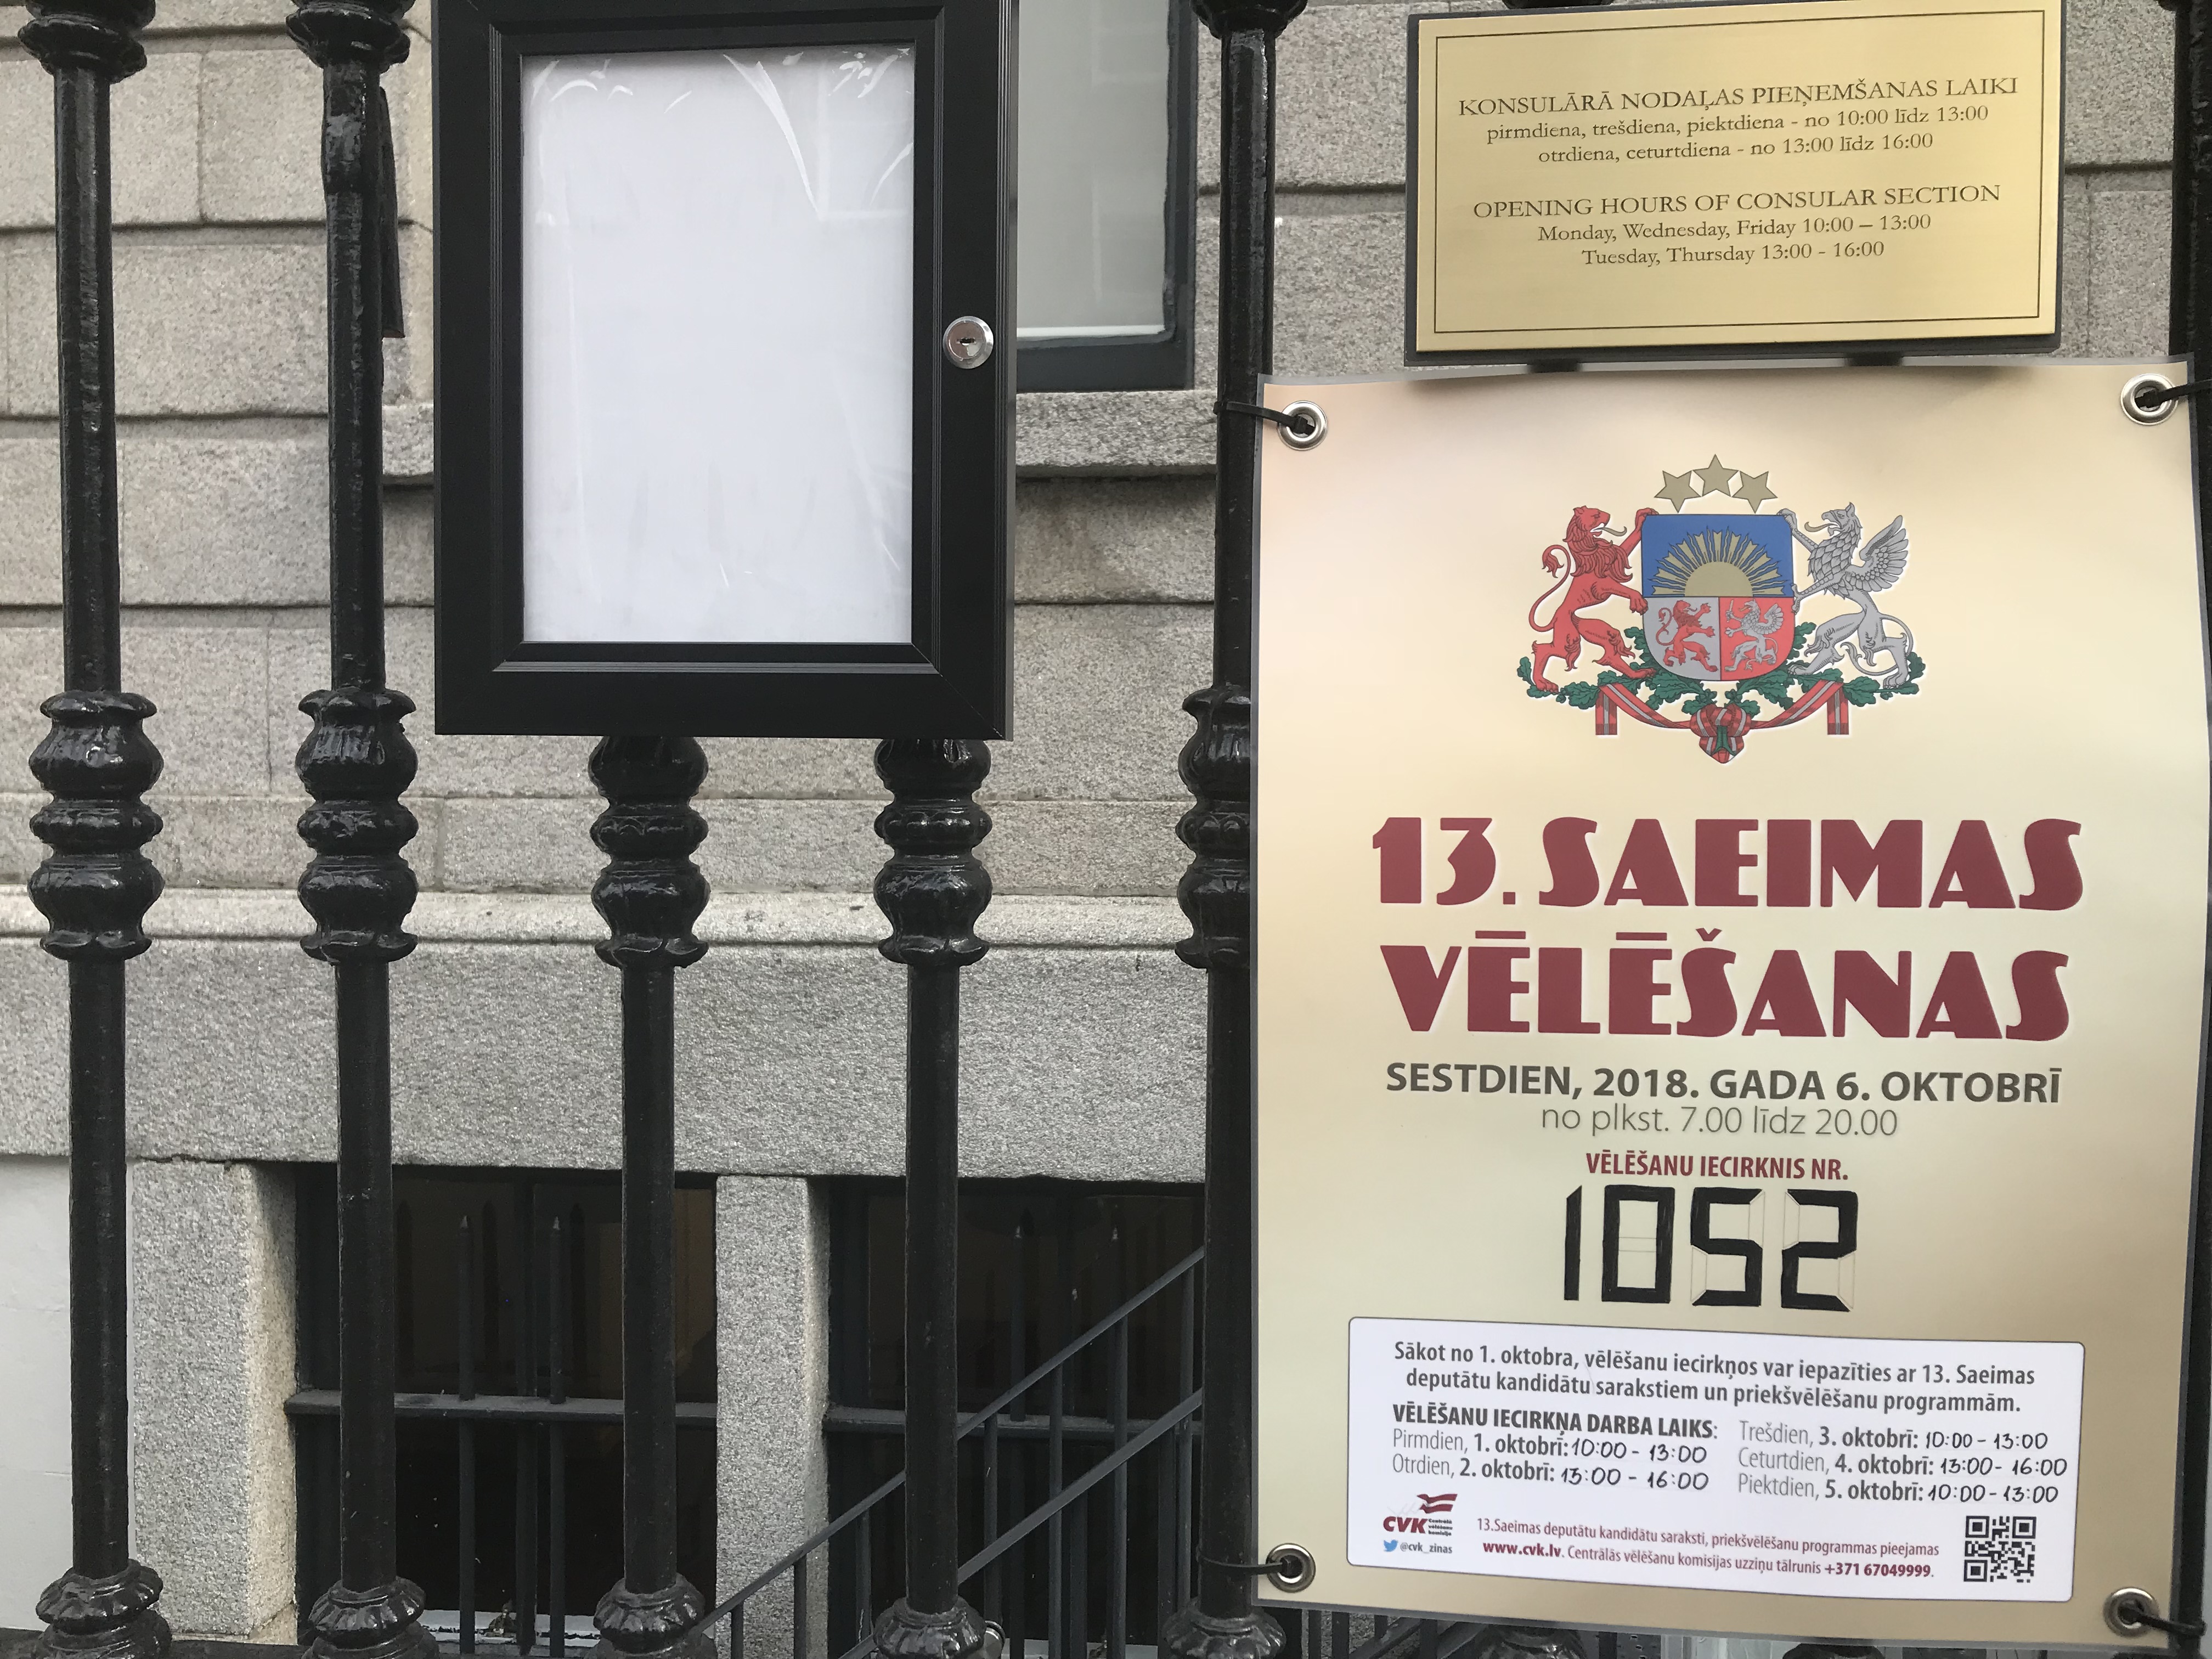 KONSULĀRĀ NODAĻAS PIEŅEMŠANAS LAIKI
pirmdiena, trešdiena, piektdiena - no 10:00 līdz 13:00
otrdiena, ceturtdiena - no 13:00 līdz 16:00
OPENING HOURS OF CONSULAR SECTION
Monday, Wednesday, Friday 10:00 – 13:00
Tuesday, Thursday 13:00 - 16:00
13. SAEIMAS
VĒLĒŠANAS
SESTDIEN, 2018. GADA 6. OKTOBRĪ
no plkst. 7.00 līdz 20.00
VĒLĒŠANU IECIRKNIS NR.
1052
Sākot no 1. oktobra, vēlēšanu iecirkņos var iepazīties ar 13. Saeimas
deputātu kandidātu sarakstiem un priekšvēlēšanu programmām.
VĒLĒŠANU IECIRKŅA DARBA LAIKS:
Pirmdien, 1. oktobrī: 10:00 - 13:00
Otrdien, 2. oktobrī: 13:00 - 16:00
Trešdien, 3. oktobrī: 10:00 - 13:00
Ceturtdien, 4. oktobrī: 13:00 - 16:00
Piektdien, 5. oktobrī: 10:00 - 13:00
CVK Centrālā
vēlēšanu
komisija
@cvk_zinas
13.Saeimas deputātu kandidātu saraksti, priekšvēlēšanu programmas pieejamas
www.cvk.lv. Centrālās vēlēšanu komisijas uzziņu tālrunis +371 67049999.